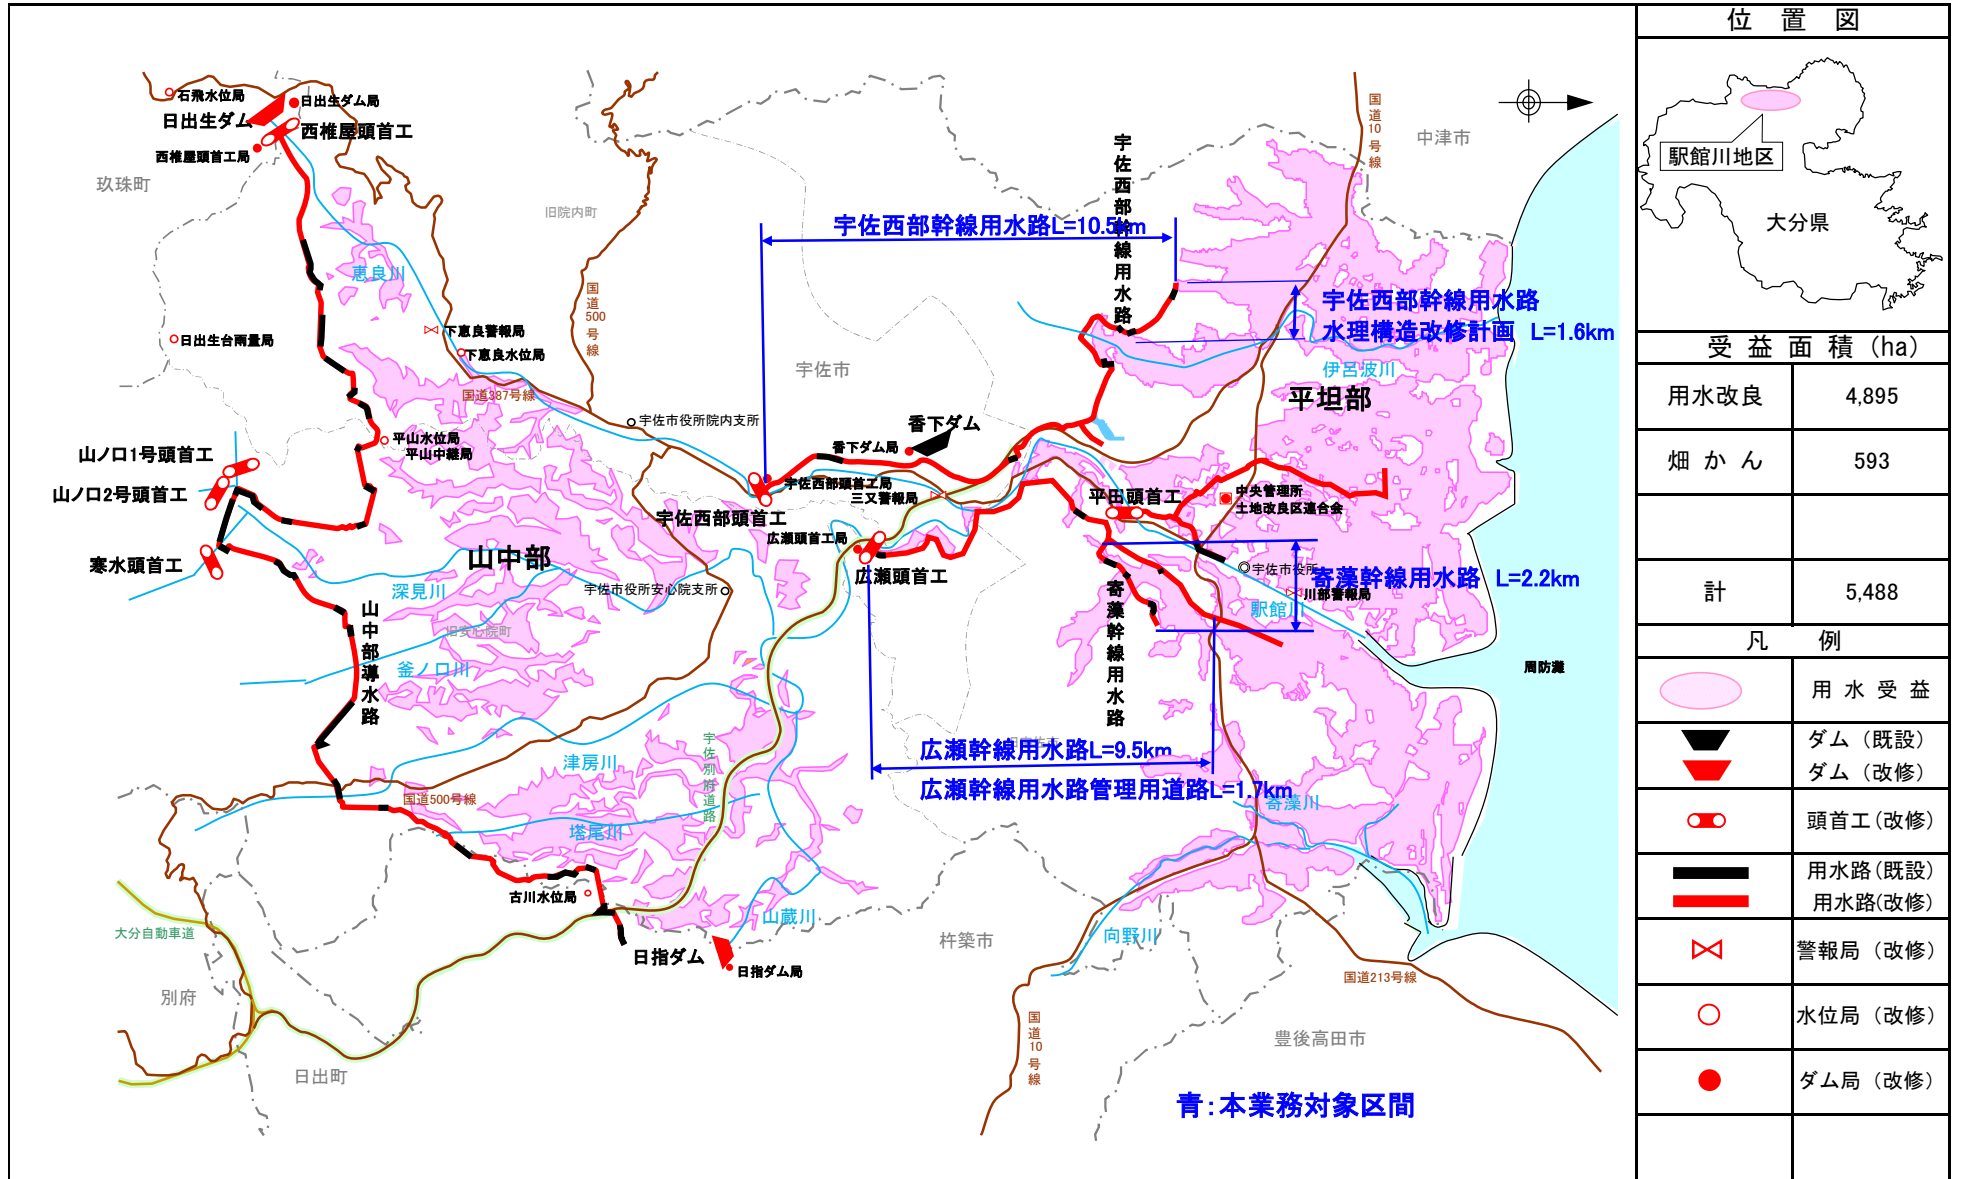 石飛水位局
日出生ダム局
日出生ダム
西椎屋頭首工
西椎屋頭首工局
玖珠町
旧院内町
恵良川
国道500号線
日出生台雨量局
下恵良警報局
下恵良水位局
国道387号線
宇佐市役所院内支所
宇佐市
平山水位局
平山中継局
山ノ口1号頭首工
山ノ口2号頭首工
寒水頭首工
山中部
深見川
旧安心院町
釜ノ口川
山中部導水路
宇佐市役所安心院支所
津房川
国道500号線
塔尾川
宇佐別府道路
古川水位局
山蔵川
日指ダム
日指ダム局
大分自動車道
別府
日出町
杵築市
宇佐西部幹線用水路L=10.5km
宇佐西部幹線用水路
国道10号線
中津市
宇佐西部幹線用水路
水理構造改修計画 L=1.6km
伊呂波川
平坦部
香下ダム
香下ダム局
宇佐西部頭首工局
三又警報局
宇佐西部頭首工
広瀬頭首工局
広瀬頭首工
平田頭首工
中央管理所
土地改良区連合会
宇佐市役所
寄藻幹線用水路 L=2.2km
川部警報局
駅館川
寄藻幹線用水路
周防灘
広瀬幹線用水路L=9.5km
広瀬幹線用水路管理用道路L=1.7km
寄藻川
向野川
国道213号線
国道10号線
豊後高田市
青：本業務対象区間
位 置 図
駅館川地区
大分県
受 益 面 積 （ha）
用水改良 4,895
畑 か ん 593
計 5,488
凡 例
用 水 受 益
ダム（既設）
ダム（改修）
頭首工（改修）
用水路（既設）
用水路（改修）
警報局（改修）
水位局（改修）
ダム局（改修）